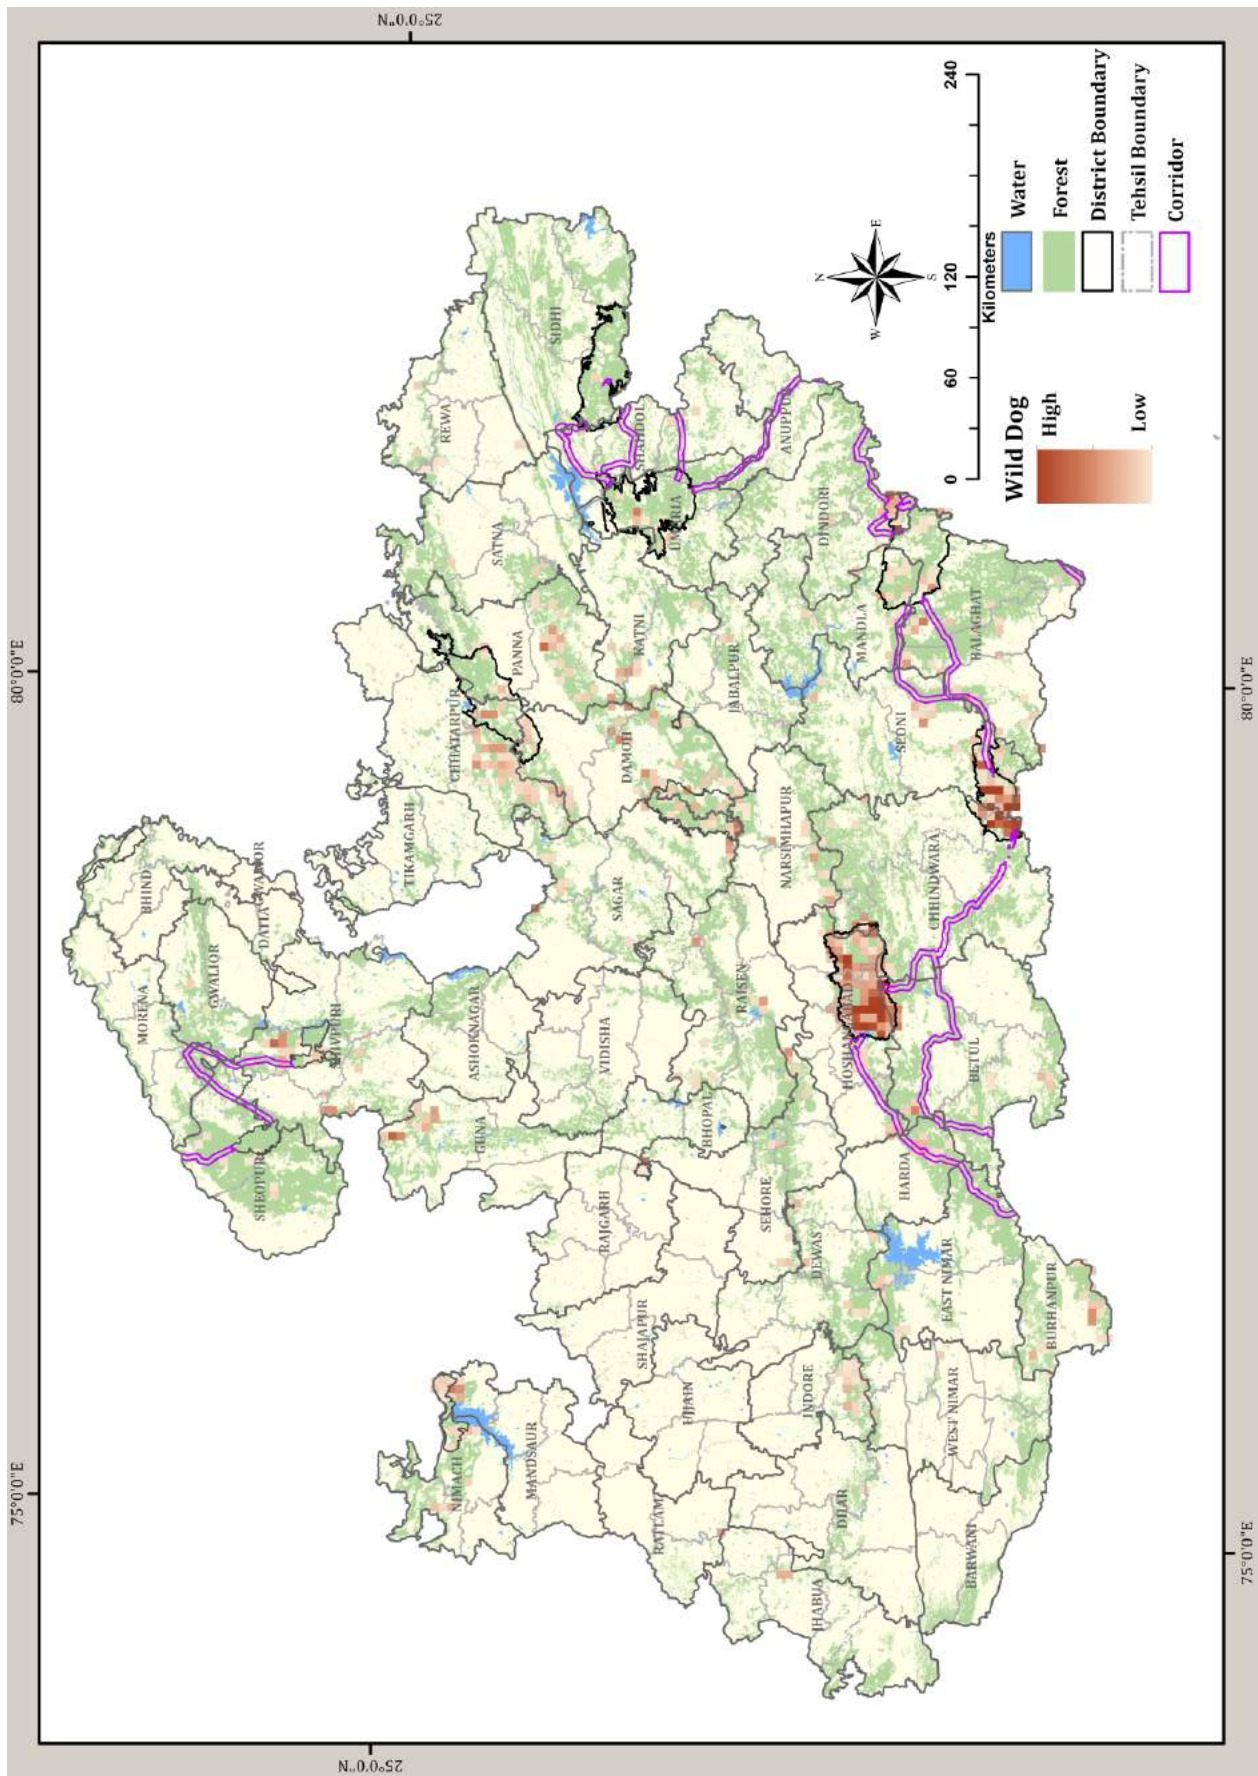 80°0'0"E
75°0'0"E
25°0'0"N
25°0'0"N
80°0'0"E
75°0'0"E
MORENA
BHIND
GWALIOR
DATIA
GWALIOR
SHEOPUR
SHIVPURI
TIKAMGARH
CHHATARPUR
REWA
SIDHI
SATNA
PANNA
GUNA
ASHOKNAGAR
NIMACH
MANDSAUR
SAGAR
DAMOH
KATNI
UMARIA
SHAHDOL
VIDISHA
RAJGARH
SHAJAPUR
RATLAM
UJJAIN
BHOPAL
RAISEN
JABALPUR
ANUPPUR
DINDORI
SEHORE
NARSIMHAPUR
MANDLA
JHABUA
DHAR
INDORE
DEWAS
HOSHANGABAD
HARDA
SEONI
BALAGHAT
CHHINDWARA
BETUL
EAST NIMAR
WEST NIMAR
BARWANI
BURHANPUR
N
W
E
S
0
60
120
240
Kilometers
Wild Dog
High
Low
Water
Forest
District Boundary
Tehsil Boundary
Corridor